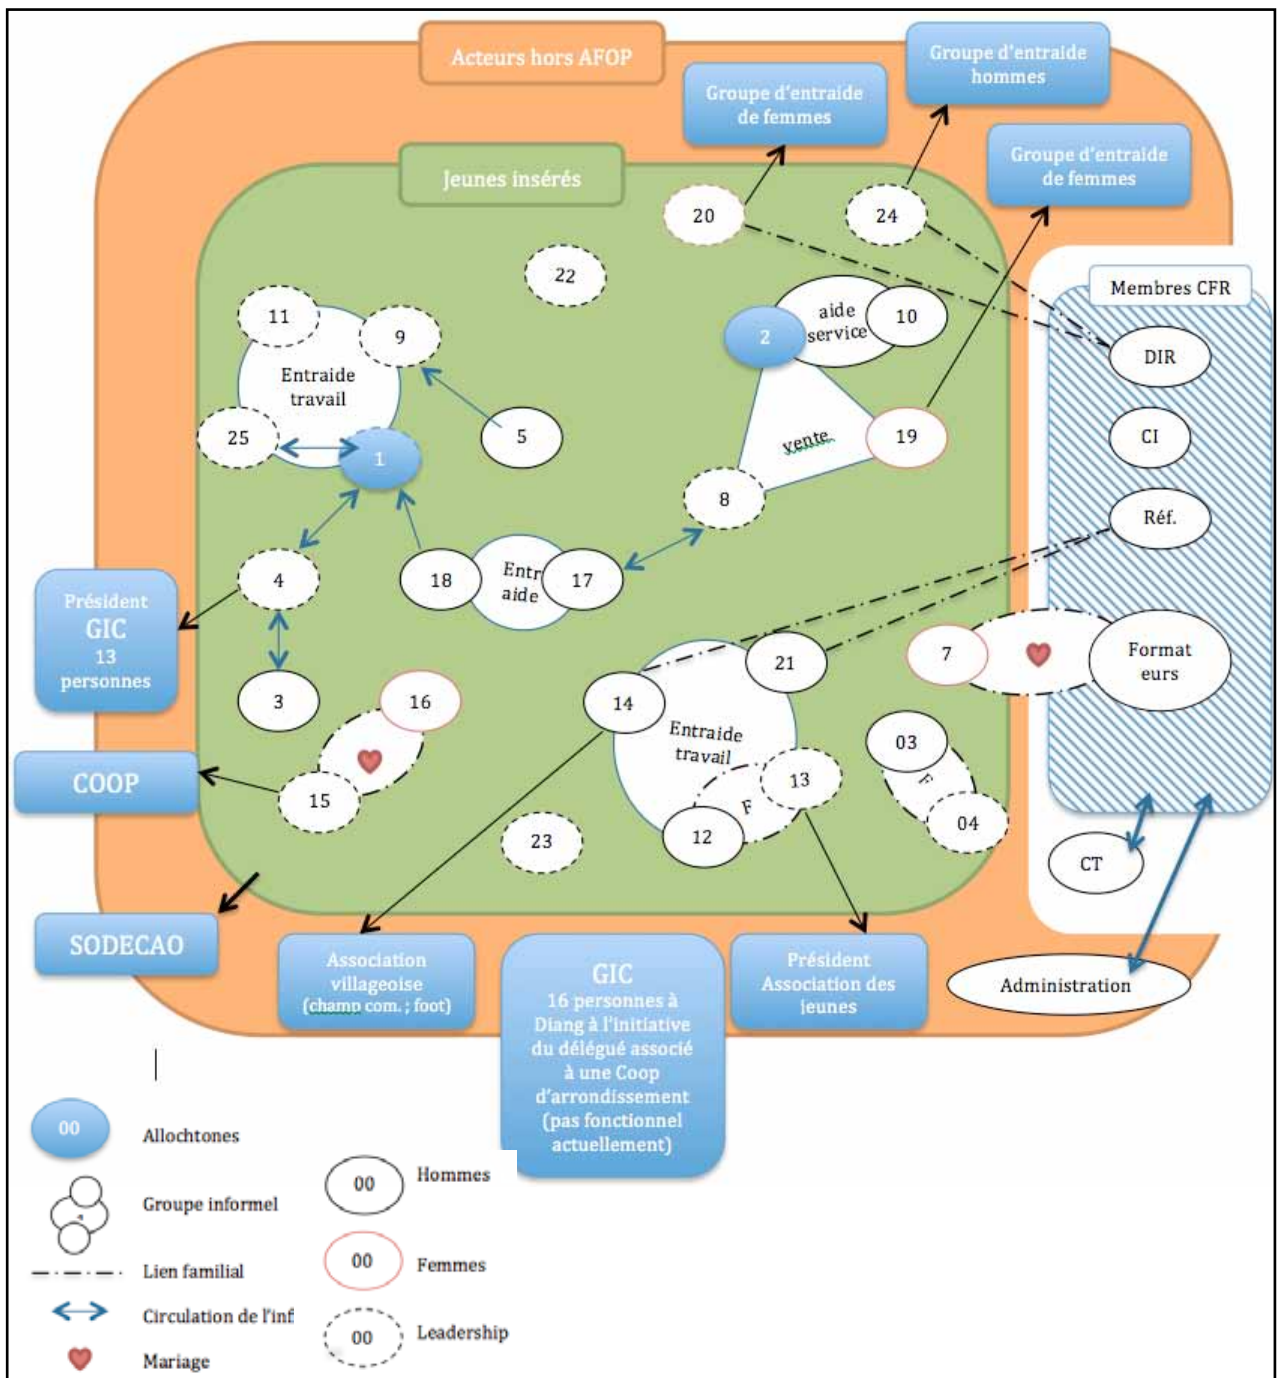 Acteurs hors AFOP
Groupe d'entraide
hommes
Groupe d'entraide
de femmes
Groupe d'entraide
de femmes
Jeunes insérés
20
24
22
Membres CFR
11
9
2
aide
service
10
DIR
Entraide
travail
25
1
5
vente
19
CI
8
Réf.
4
18
Entr
aide
17
Président
GIC
13
personnes
3
16
14
21
7
Format
eurs
Entraide
travail
03
F
04
COOP
15
13
F
12
23
CT
SODECAO
Association
villageoise
(champ com. ; foot)
GIC
16 personnes à
Diang à l'initiative
du délégué associé
à une Coop
d'arrondissement
(pas fonctionnel
actuellement)
Président
Association des
jeunes
Administration
00
Allochtones
Groupe informel
Lien familial
Circulation de l'inf
Mariage
00
Hommes
00
Femmes
00
Leadership